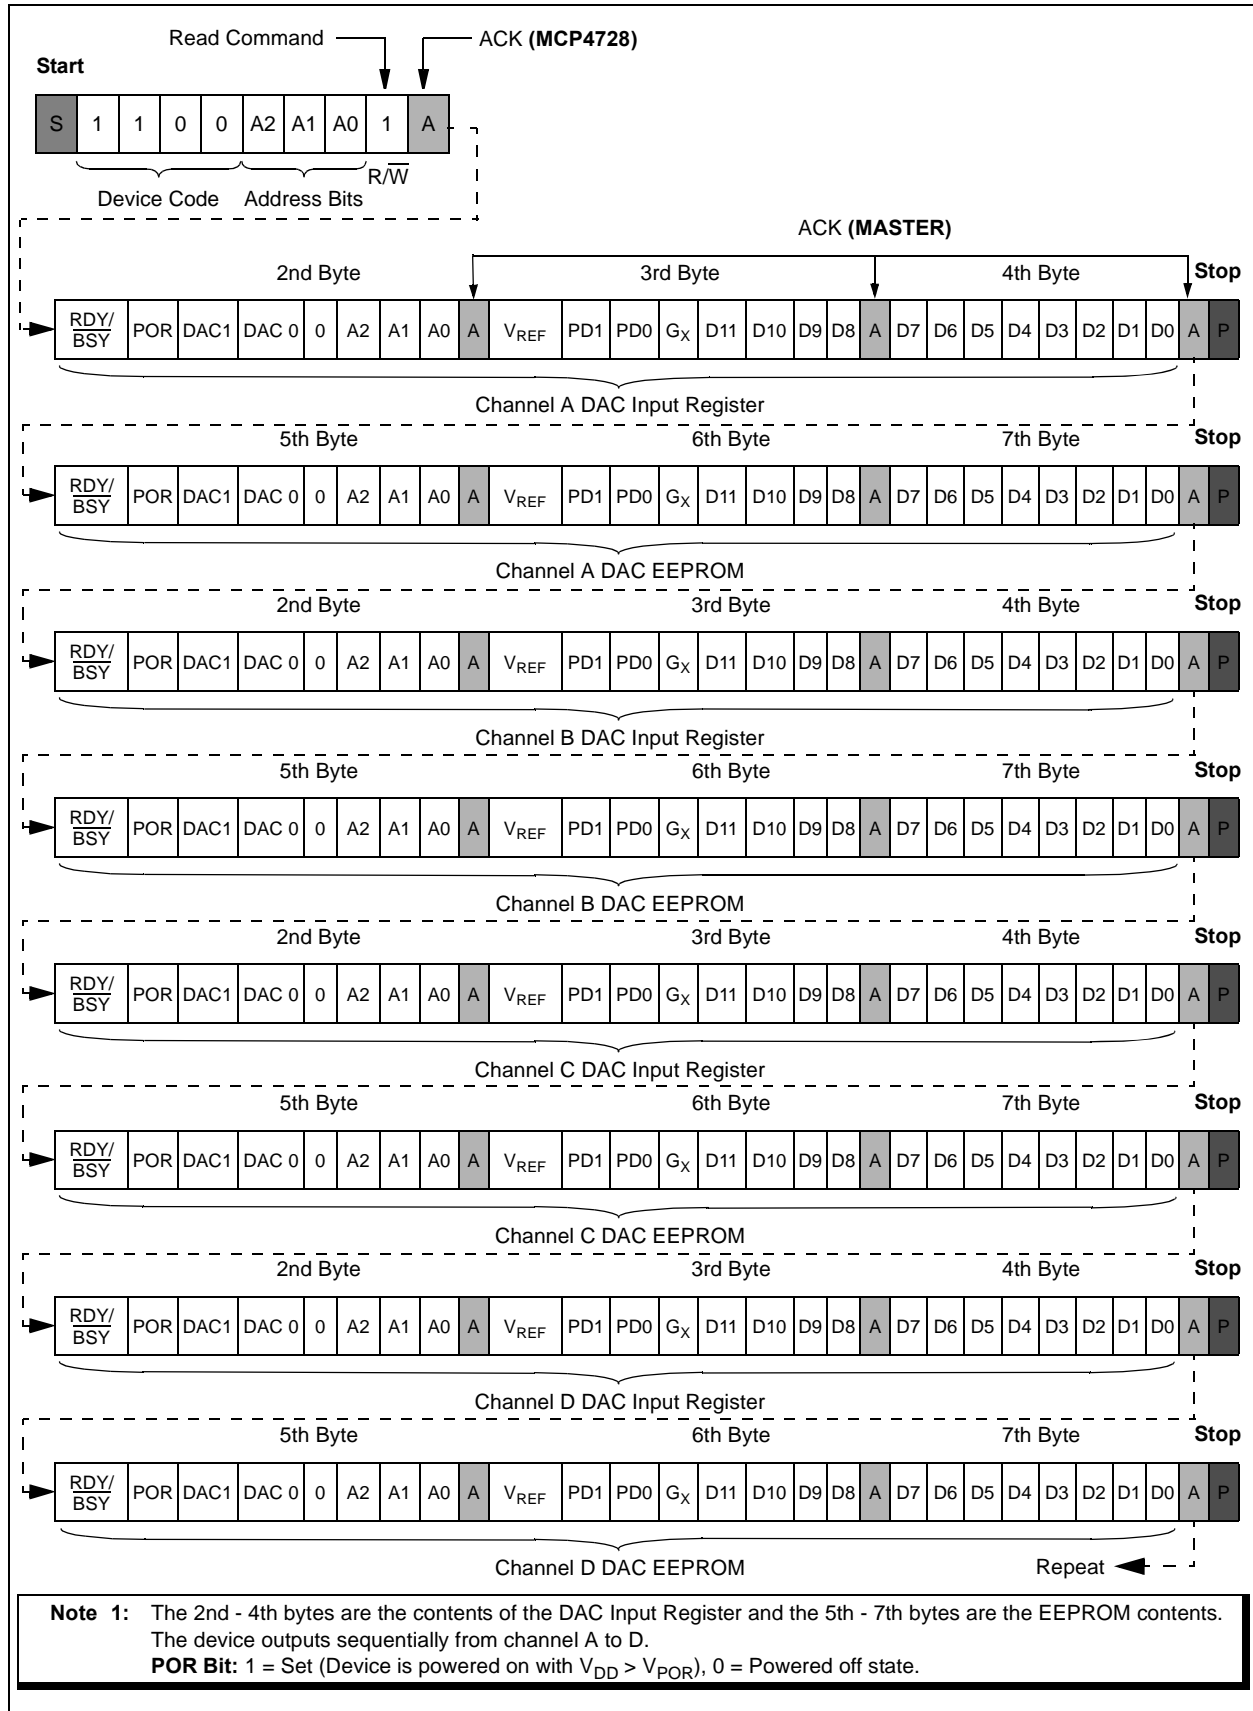 Read Command ACK (MCP4728)
Start
S 1 1 0 0 A2 A1 A0 1 A
R/W
Device Code Address Bits
ACK (MASTER)
2nd Byte 3rd Byte 4th Byte Stop
RDY/ BSY POR DAC1 DAC 0 0 A2 A1 A0 A VREF PD1 PD0 GX D11 D10 D9 D8 A D7 D6 D5 D4 D3 D2 D1 D0 A P
Channel A DAC Input Register
5th Byte 6th Byte 7th Byte Stop
RDY/ BSY POR DAC1 DAC 0 0 A2 A1 A0 A VREF PD1 PD0 GX D11 D10 D9 D8 A D7 D6 D5 D4 D3 D2 D1 D0 A P
Channel A DAC EEPROM
2nd Byte 3rd Byte 4th Byte Stop
RDY/ BSY POR DAC1 DAC 0 0 A2 A1 A0 A VREF PD1 PD0 GX D11 D10 D9 D8 A D7 D6 D5 D4 D3 D2 D1 D0 A P
Channel B DAC Input Register
5th Byte 6th Byte 7th Byte Stop
RDY/ BSY POR DAC1 DAC 0 0 A2 A1 A0 A VREF PD1 PD0 GX D11 D10 D9 D8 A D7 D6 D5 D4 D3 D2 D1 D0 A P
Channel B DAC EEPROM
2nd Byte 3rd Byte 4th Byte Stop
RDY/ BSY POR DAC1 DAC 0 0 A2 A1 A0 A VREF PD1 PD0 GX D11 D10 D9 D8 A D7 D6 D5 D4 D3 D2 D1 D0 A P
Channel C DAC Input Register
5th Byte 6th Byte 7th Byte Stop
RDY/ BSY POR DAC1 DAC 0 0 A2 A1 A0 A VREF PD1 PD0 GX D11 D10 D9 D8 A D7 D6 D5 D4 D3 D2 D1 D0 A P
Channel C DAC EEPROM
2nd Byte 3rd Byte 4th Byte Stop
RDY/ BSY POR DAC1 DAC 0 0 A2 A1 A0 A VREF PD1 PD0 GX D11 D10 D9 D8 A D7 D6 D5 D4 D3 D2 D1 D0 A P
Channel D DAC Input Register
5th Byte 6th Byte 7th Byte Stop
RDY/ BSY POR DAC1 DAC 0 0 A2 A1 A0 A VREF PD1 PD0 GX D11 D10 D9 D8 A D7 D6 D5 D4 D3 D2 D1 D0 A P
Channel D DAC EEPROM Repeat
Note 1: The 2nd - 4th bytes are the contents of the DAC Input Register and the 5th - 7th bytes are the EEPROM contents.
The device outputs sequentially from channel A to D.
POR Bit: 1 = Set (Device is powered on with VDD > VPOR), 0 = Powered off state.